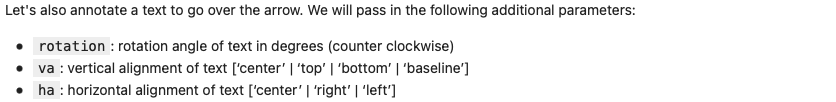 Let's also annotate a text to go over the arrow. We will pass in the following additional parameters:
• rotation : rotation angle of text in degrees (counter clockwise)
• va : vertical alignment of text [‘center’ | ‘top’ | ‘bottom’ | ‘baseline’]
• ha : horizontal alignment of text [‘center’ | ‘right’ | ‘left’]